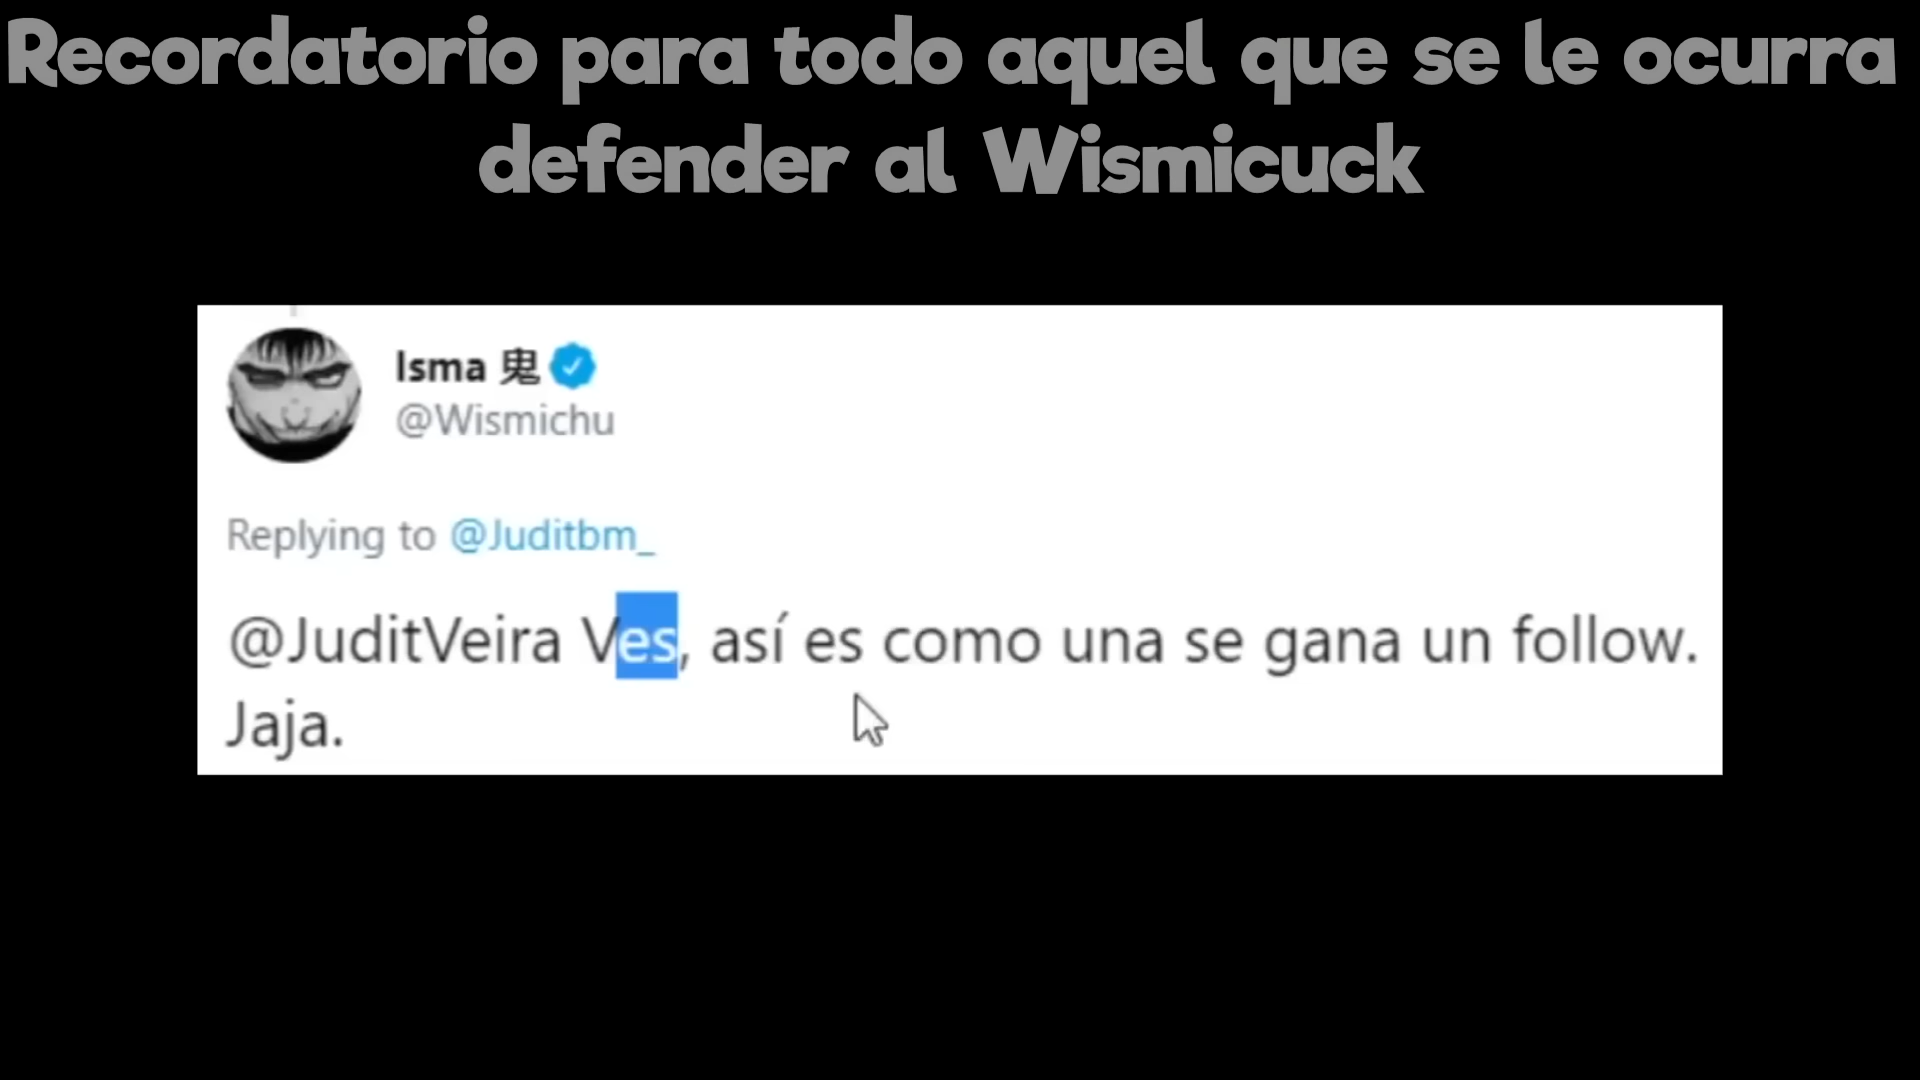 Recordatorio para todo aquel que se le ocurra
defender al Wismicuck
Isma 鬼
@Wismichu
Replying to @Juditbm_
@JuditVeira Ves, así es como una se gana un follow.
Jaja.